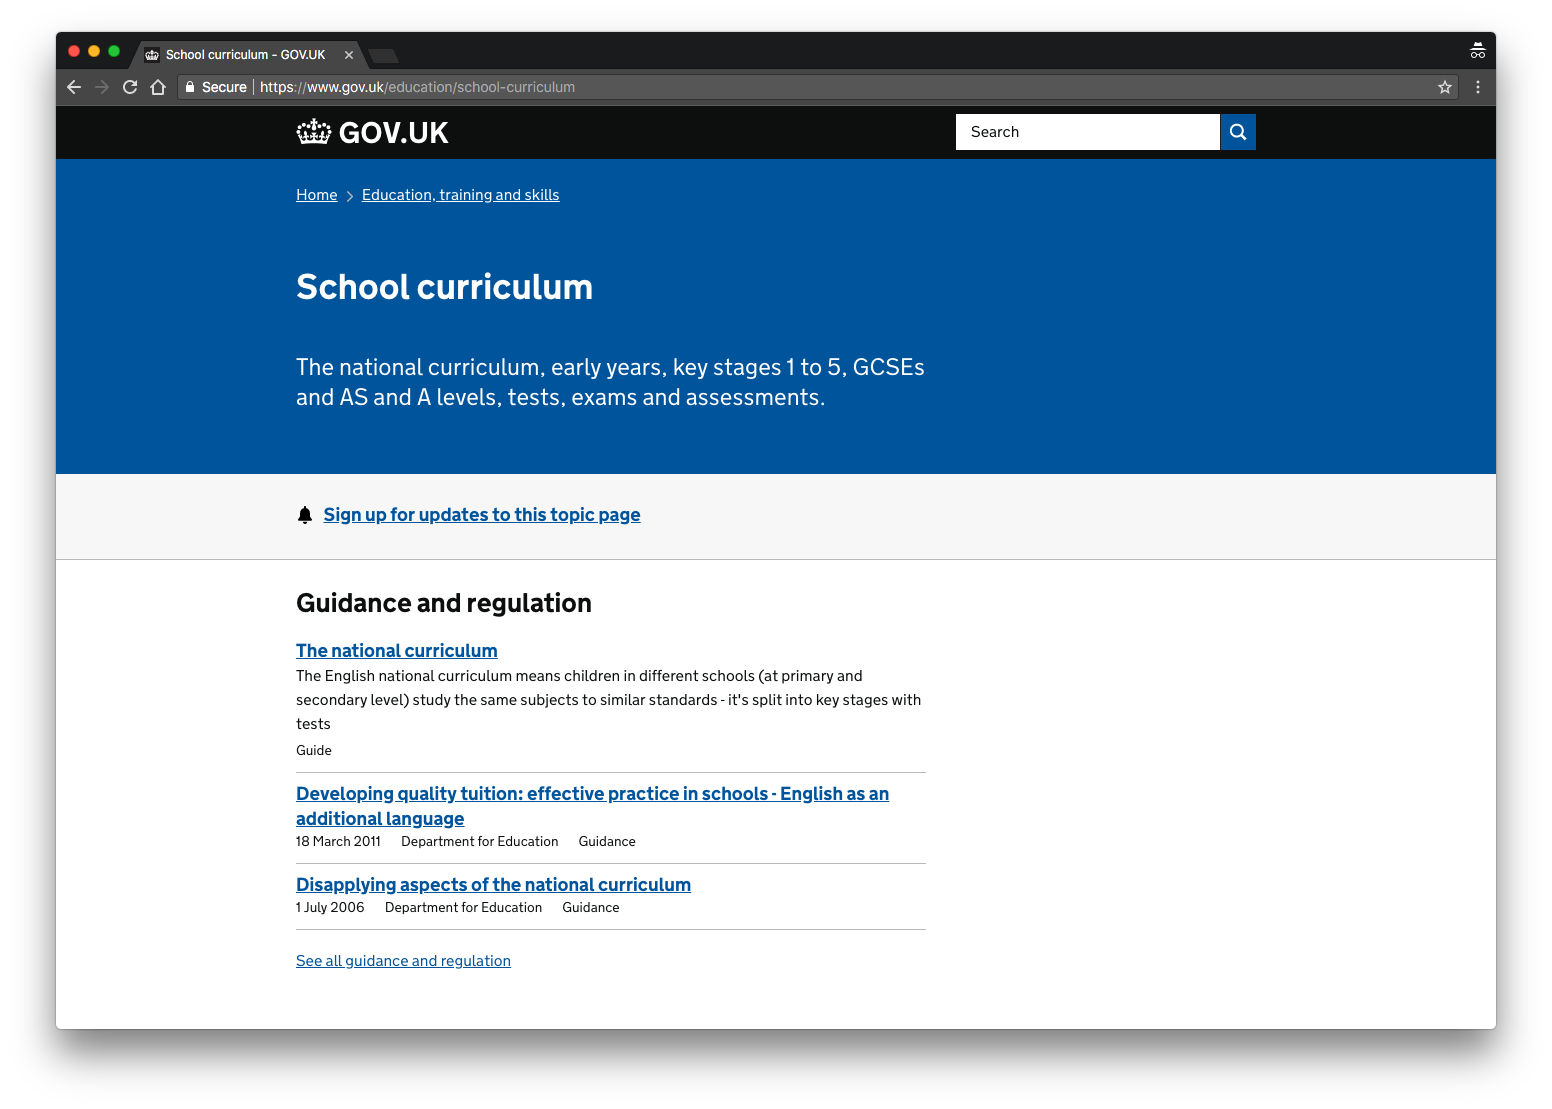 School curriculum - GOV.UK
Secure https://www.gov.uk/education/school-curriculum
GOV.UK
Search
Home Education, training and skills
School curriculum
The national curriculum, early years, key stages 1 to 5, GCSEs
and AS and A levels, tests, exams and assessments.
Sign up for updates to this topic page
Guidance and regulation
The national curriculum
The English national curriculum means children in different schools (at primary and
secondary level) study the same subjects to similar standards - it's split into key stages with
tests
Guide
Developing quality tuition: effective practice in schools - English as an
additional language
18 March 2011 Department for Education Guidance
Disapplying aspects of the national curriculum
1 July 2006 Department for Education Guidance
See all guidance and regulation